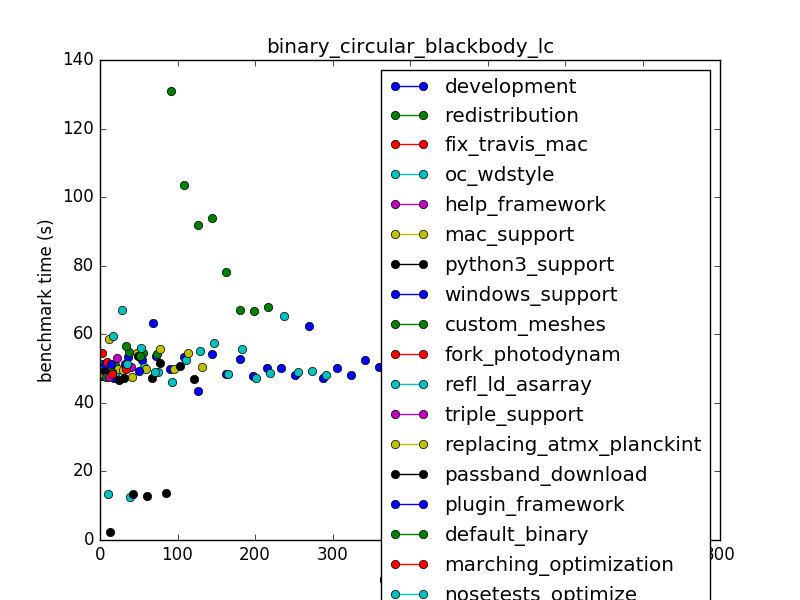 binary_circular_blackbody_lc
140
120
100
80
60
40
20
0
benchmark time (s)
0
100
200
300
800
development
redistribution
fix_travis_mac
oc_wdstyle
help_framework
mac_support
python3_support
windows_support
custom_meshes
fork_photodynam
refl_ld_asarray
triple_support
replacing_atmx_planckint
passband_download
plugin_framework
default_binary
marching_optimization
nosetests_optimize